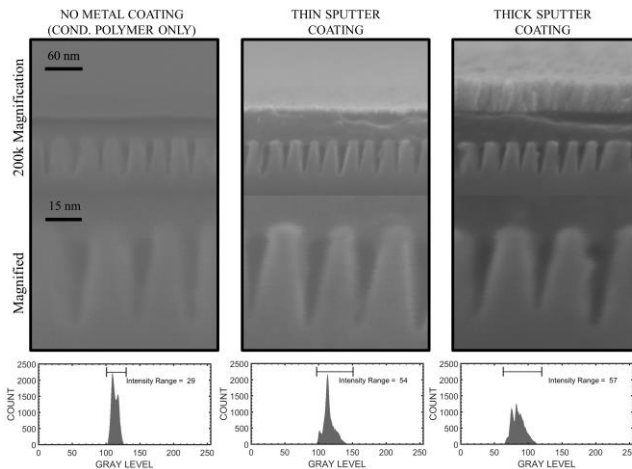 NO METAL COATING
(COND. POLYMER ONLY)
THIN SPUTTER
COATING
THICK SPUTTER
COATING
200k Magnification
60 nm
Magnified
15 nm
COUNT
2500
2000
1500
1000
500
0
Intensity Range = 29
0 50 100 150 200 250
GRAY LEVEL
COUNT
2500
2000
1500
1000
500
0
Intensity Range = 54
0 50 100 150 200 250
GRAY LEVEL
COUNT
2500
2000
1500
1000
500
0
Intensity Range = 57
0 50 100 150 200 250
GRAY LEVEL